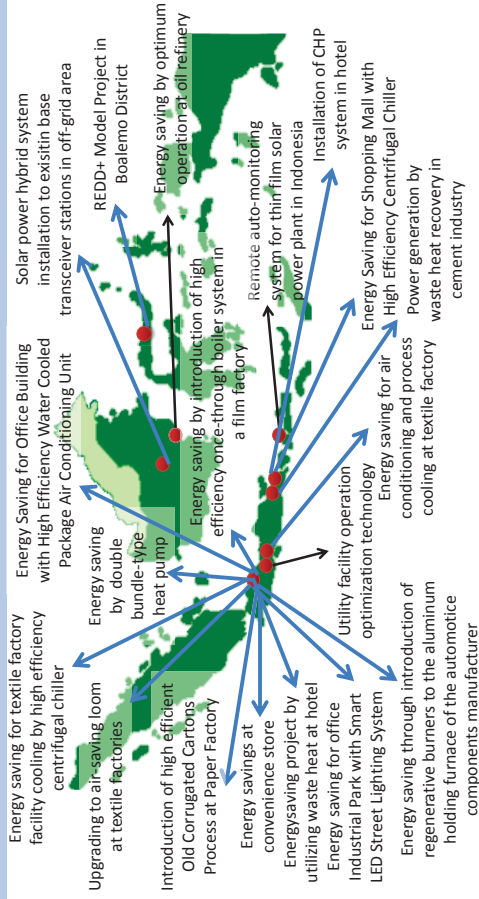 Energy saving for textile factory
facility cooling by high efficiency
centrifugal chiller
Upgrading to air-saving loom
at textile factories
Introduction of high efficient
Old Corrugated Cartons
Process at Paper Factory
Energy savings at
convenience store
Energysaving project by
utilizing waste heat at hotel
Energy saving for office
Industrial Park with Smart
LED Street Lighting System
Energy saving through introduction of
regenerative burners to the aluminum
holding furnace of the automotice
components manufacturer
Energy Saving for Office Building
with High Efficiency Water Cooled
Package Air Conditioning Unit
Energy saving
by double
bundle-type
heat pump
Energy saving by introduction of high
efficiency once-through boiler system in
a film factory
Utility facility operation
optimization technology
Energy saving for air
conditioning and process
cooling at textile factory
Solar power hybrid system
installation to exisitin base
transceiver stations in off-grid area
REDD+ Model Project in
Boalemo District
Energy saving by optimum
operation at oil refinery
Remote auto-monitoring
system for thin film solar
power plant in Indonesia
Installation of CHP
system in hotel
Energy Saving for Shopping Mall with
High Efficiency Centrifugal Chiller
Power generation by
waste heat recovery in
cement industry